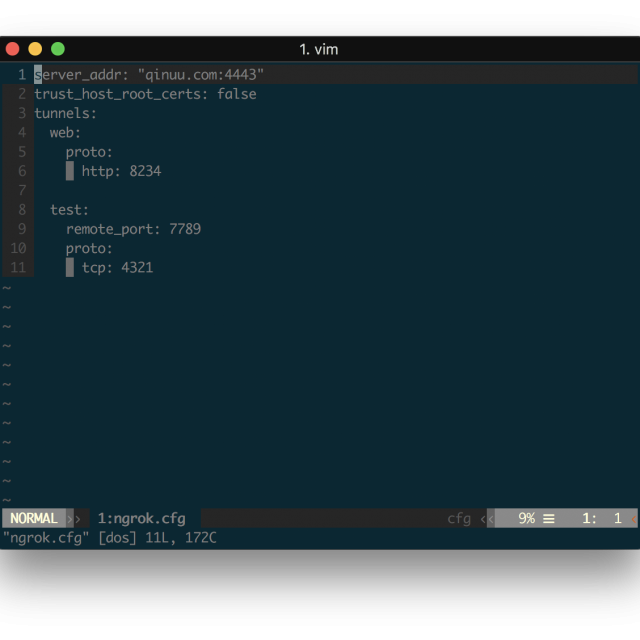 1. vim
1 server_addr: "qinuu.com:4443"
2 trust_host_root_certs: false
3 tunnels:
4 web:
5 proto:
6 http: 8234
7
8 test:
9 remote_port: 7789
10 proto:
11 tcp: 4321
~
~
~
~
~
~
~
~
~
~
~
~
NORMAL >> 1:ngrok.cfg cfg << 9% ☰ 1: 1
"ngrok.cfg" [dos] 11L, 172C